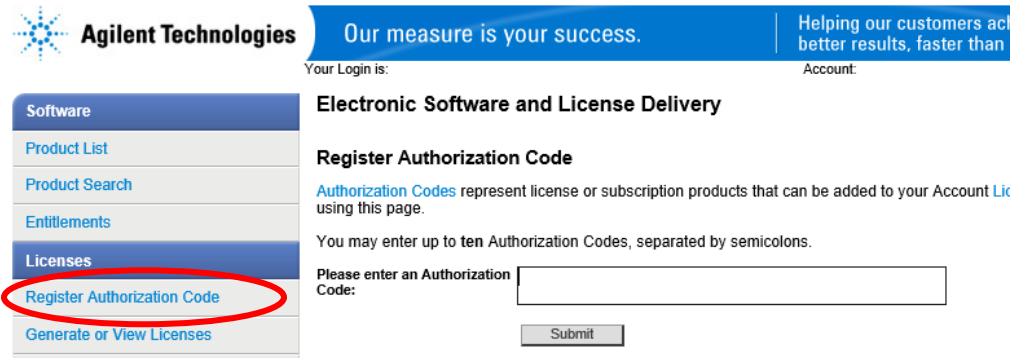 Agilent Technologies
Our measure is your success.
Helping our customers
better results, faster than
Your Login is:
Account:
Software
Product List
Product Search
Entitlements
Licenses
Register Authorization Code
Generate or View Licenses
Electronic Software and License Delivery
Register Authorization Code
Authorization Codes represent license or subscription products that can be added to your Account
using this page.
You may enter up to ten Authorization Codes, separated by semicolons.
Please enter an Authorization
Code:
Submit